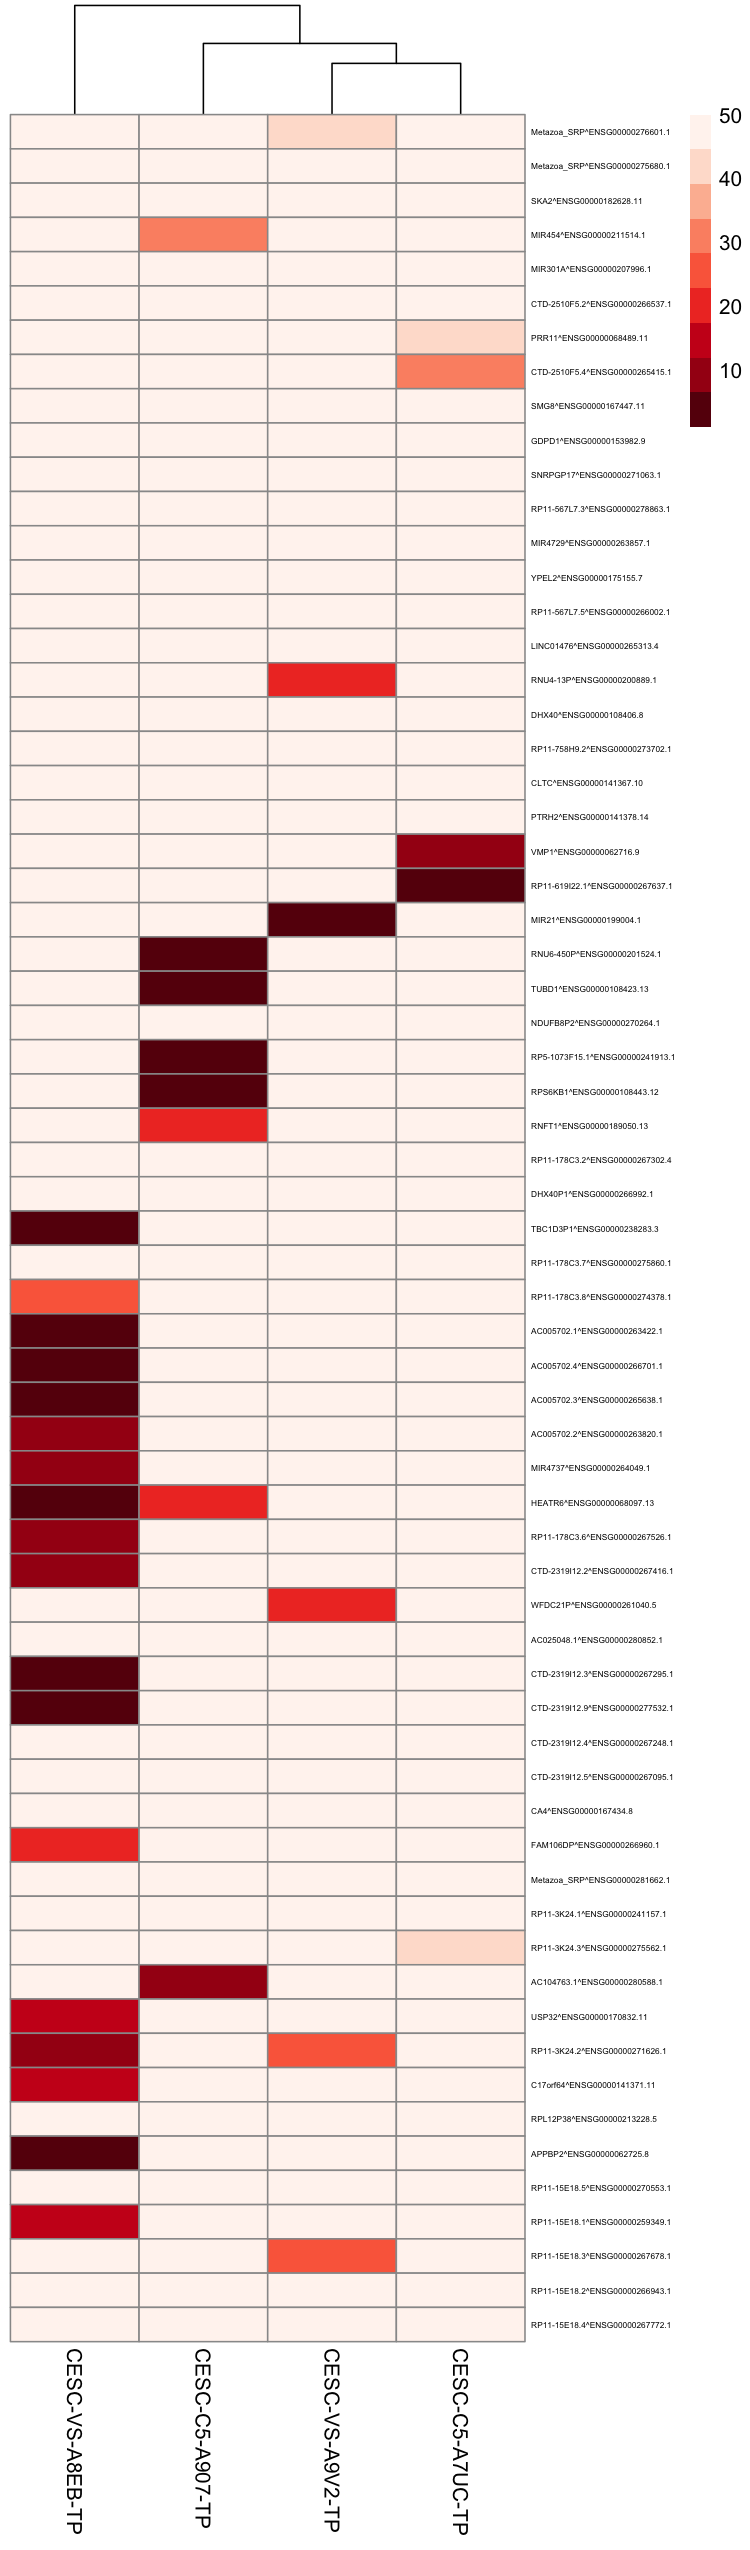 50
40
30
20
10
Metazoa_SRP^ENSG00000276601.1
Metazoa_SRP^ENSG00000275680.1
SKA2^ENSG00000182628.11
MIR454^ENSG00000211514.1
MIR301A^ENSG00000207996.1
CTD-2510F5.2^ENSG00000266537.1
PRR11^ENSG00000068489.11
CTD-2510F5.4^ENSG00000265415.1
SMG8^ENSG00000167447.11
GDPD1^ENSG00000153982.9
SNRPGP17^ENSG00000271063.1
RP11-567L7.3^ENSG00000278863.1
MIR4729^ENSG00000263857.1
YPEL2^ENSG00000175155.7
RP11-567L7.5^ENSG00000266002.1
LINC01476^ENSG00000265313.4
RNU4-13P^ENSG00000200889.1
DHX40^ENSG00000108406.8
RP11-758H9.2^ENSG00000273702.1
CLTC^ENSG00000141367.10
PTRH2^ENSG00000141378.14
VMP1^ENSG00000062716.9
RP11-619I22.1^ENSG00000267637.1
MIR21^ENSG00000199004.1
RNU6-450P^ENSG00000201524.1
TUBD1^ENSG00000108423.13
NDUFB8P2^ENSG00000270264.1
RP5-1073F15.1^ENSG00000241913.1
RPS6KB1^ENSG00000108443.12
RNFT1^ENSG00000189050.13
RP11-178C3.2^ENSG00000267302.4
DHX40P1^ENSG00000266992.1
TBC1D3P1^ENSG00000238283.3
RP11-178C3.7^ENSG00000275860.1
RP11-178C3.8^ENSG00000274378.1
AC005702.1^ENSG00000263422.1
AC005702.4^ENSG00000266701.1
AC005702.3^ENSG00000265638.1
AC005702.2^ENSG00000263820.1
MIR4737^ENSG00000264049.1
HEATR6^ENSG00000068097.13
RP11-178C3.6^ENSG00000267526.1
CTD-2319I12.2^ENSG00000267416.1
WFDC21P^ENSG00000261040.5
AC025048.1^ENSG00000280852.1
CTD-2319I12.3^ENSG00000267295.1
CTD-2319I12.9^ENSG00000277532.1
CTD-2319I12.4^ENSG00000267248.1
CTD-2319I12.5^ENSG00000267095.1
CA4^ENSG00000167434.8
FAM106DP^ENSG00000266960.1
Metazoa_SRP^ENSG00000281662.1
RP11-3K24.1^ENSG00000241157.1
RP11-3K24.3^ENSG00000275562.1
AC104763.1^ENSG00000280588.1
USP32^ENSG00000170832.11
RP11-3K24.2^ENSG00000271626.1
C17orf64^ENSG00000141371.11
RPL12P38^ENSG00000213228.5
APPBP2^ENSG00000062725.8
RP11-15E18.5^ENSG00000270553.1
RP11-15E18.1^ENSG00000259349.1
RP11-15E18.3^ENSG00000267678.1
RP11-15E18.2^ENSG00000266943.1
RP11-15E18.4^ENSG00000267772.1
CESC-VS-A8EB-TP
CESC-C5-A907-TP
CESC-VS-A9V2-TP
CESC-C5-A7UC-TP